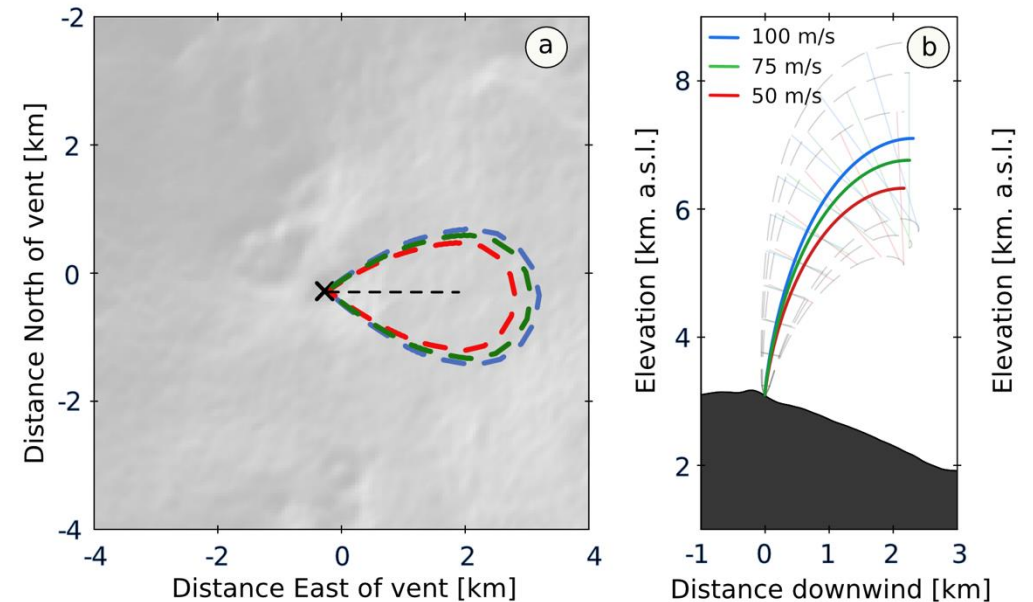 a
-2
2
0
-2
-4
-4
-2
0
2
4
Distance North of vent [km]
Distance East of vent [km]
b
100 m/s
75 m/s
50 m/s
8
6
4
2
-1
0
1
2
3
Elevation [km. a.s.l.]
Distance downwind [km]
Elevation [km. a.s.l.]